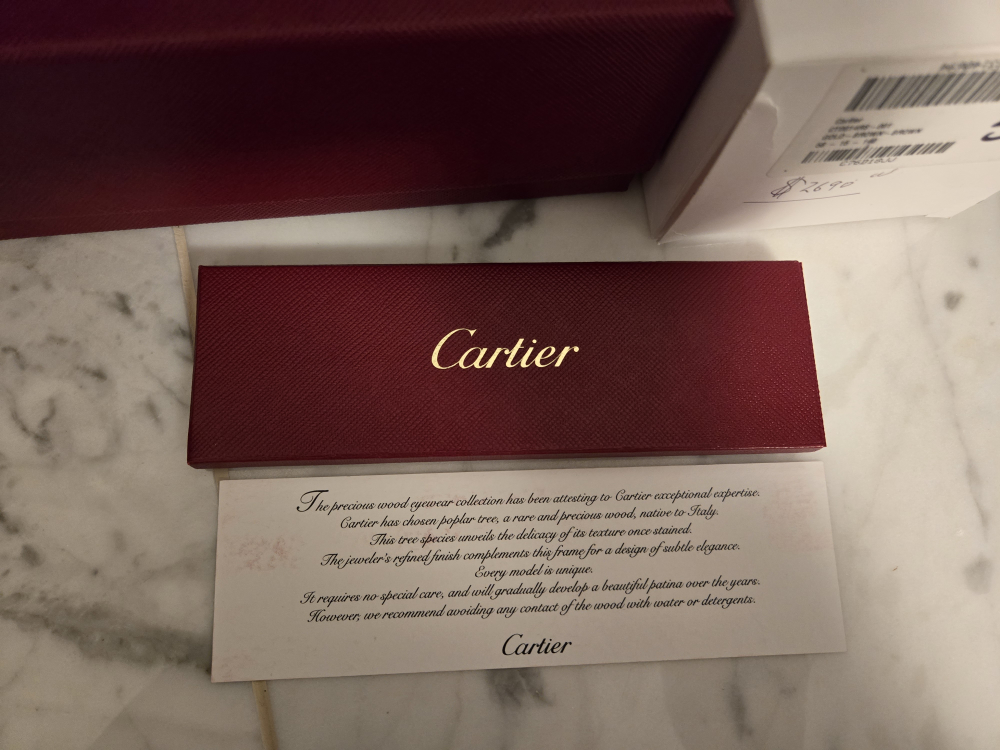 Cartier
GOLD-BROWN-BROWN
$2690
Cartier
The precious wood eyewear collection has been attesting to Cartier exceptional expertise.
Cartier has chosen poplar tree, a rare and precious wood, native to Italy.
This tree species unveils the delicacy of its texture once stained.
The jeweler's refined finish complements this frame for a design of subtle elegance.
Every model is unique.
It requires no special care, and will gradually develop a beautiful patina over the years.
However, we recommend avoiding any contact of the wood with water or detergents.
Cartier